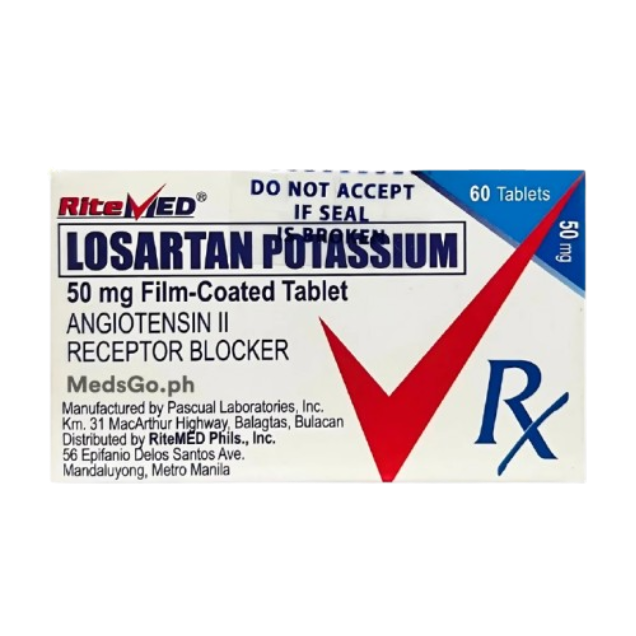 RiteMED®
DO NOT ACCEPT
IF SEAL
IS BROKEN
60 Tablets
50 mg
LOSARTAN POTASSIUM
50 mg Film-Coated Tablet
ANGIOTENSIN II
RECEPTOR BLOCKER
MedsGo.ph
Manufactured by Pascual Laboratories, Inc.
Km. 31 MacArthur Highway, Balagtas, Bulacan
Distributed by RiteMED Phils., Inc.
56 Epifanio Delos Santos Ave.
Mandaluyong, Metro Manila
Rx